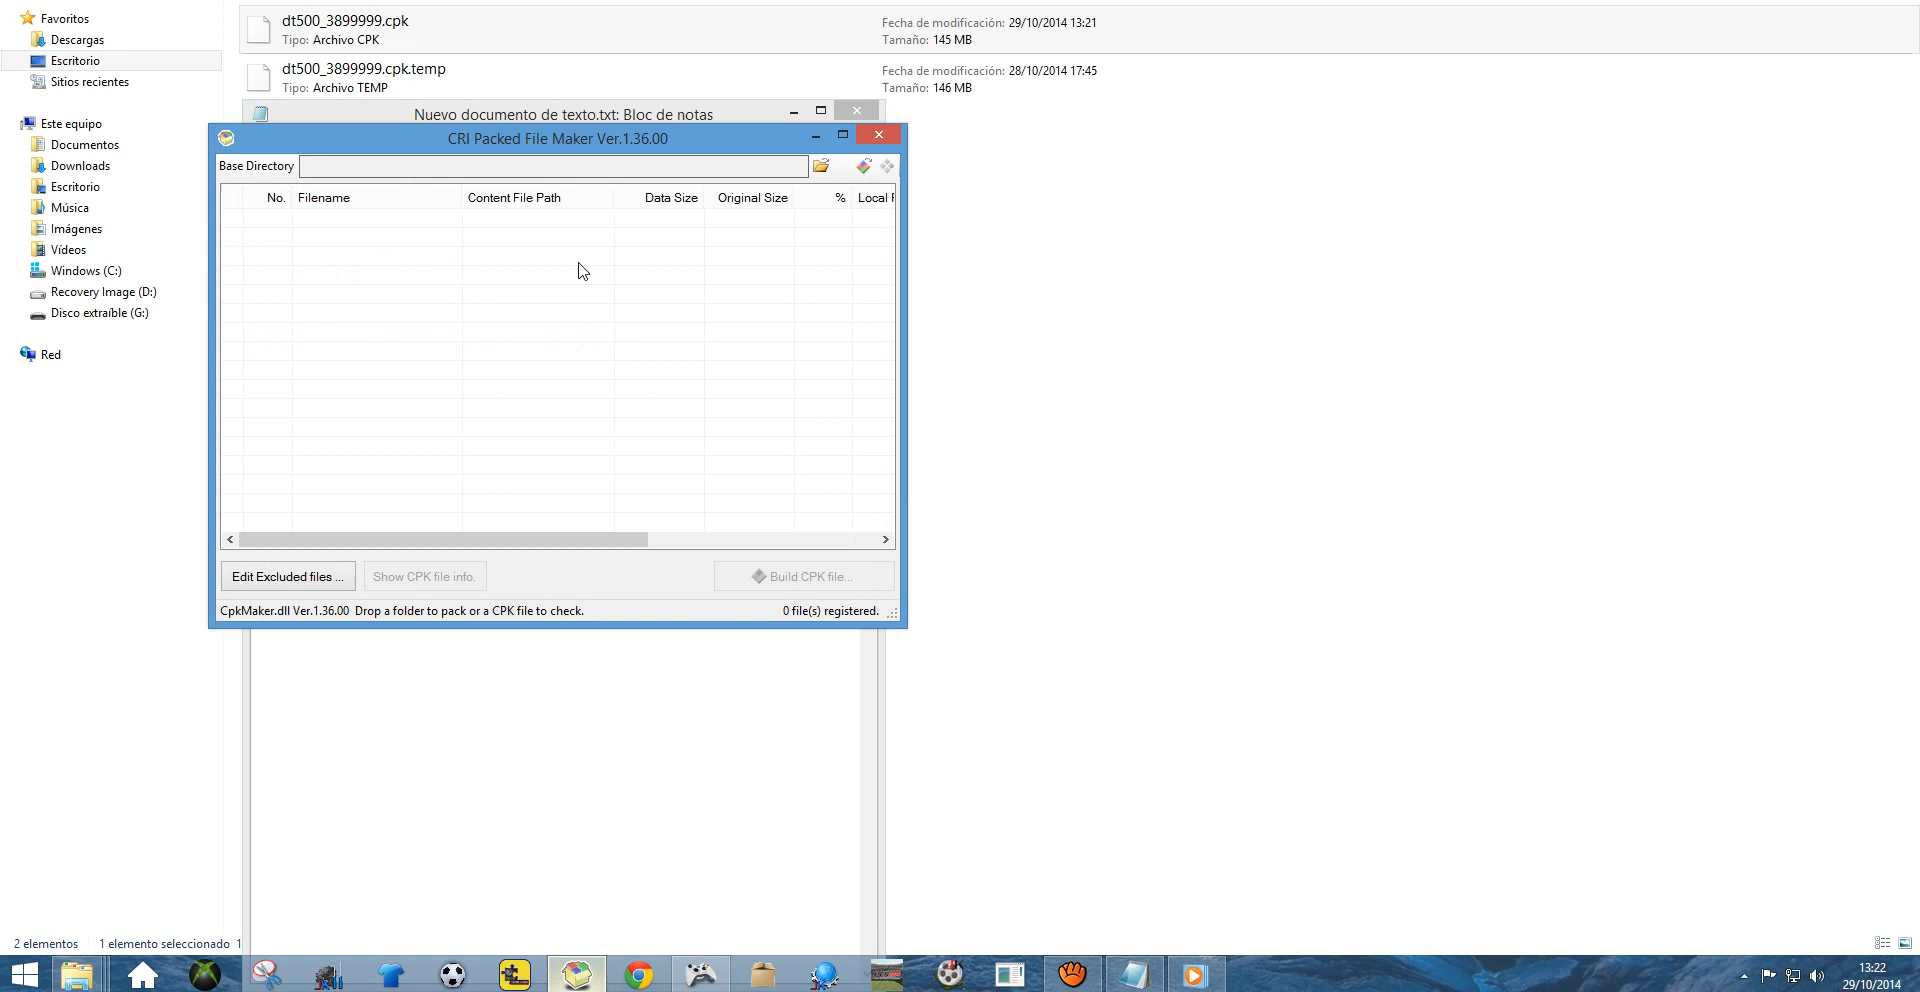 Favoritos
Descargas
Escritorio
Sitios recientes
Este equipo
Documentos
Downloads
Escritorio
Música
Imágenes
Vídeos
Windows (C:)
Recovery Image (D:)
Disco extraíble (G:)
Red
dt500_3899999.cpk
Tipo: Archivo CPK
Fecha de modificación: 29/10/2014 13:21
Tamaño: 145 MB
dt500_3899999.cpk.temp
Tipo: Archivo TEMP
Fecha de modificación: 28/10/2014 17:45
Tamaño: 146 MB
Nuevo documento de texto.txt: Bloc de notas
CRI Packed File Maker Ver.1.36.00
Base Directory
No. Filename Content File Path Data Size Original Size % Local
Edit Excluded files ... Show CPK file info. Build CPK file...
CpkMaker.dll Ver.1.36.00 Drop a folder to pack or a CPK file to check. 0 file(s) registered.
2 elementos 1 elemento seleccionado 1
13:22
29/10/2014